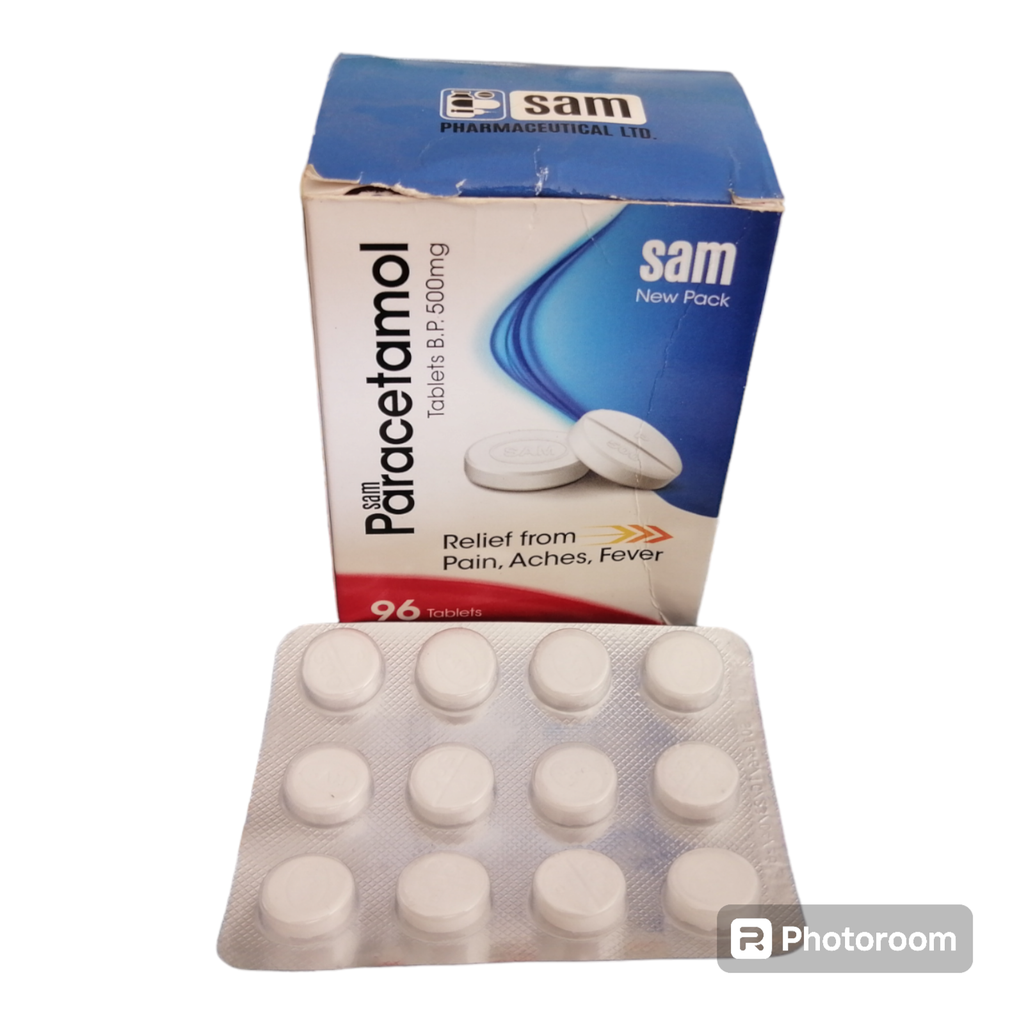 sam
PHARMACEUTICAL LTD.
sam
New Pack
sam
Paracetamol
Tablets B.P. 500mg
Relief from
Pain, Aches, Fever
96 Tablets
Photoroom